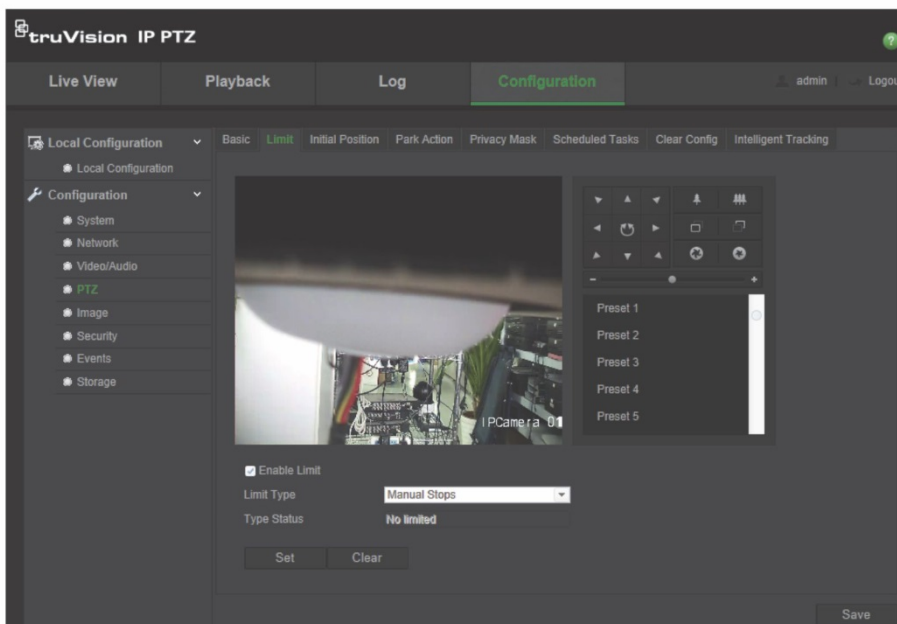 truVision IP PTZ
?
Live View Playback Log Configuration admin Logou
Local Configuration
Local Configuration
Configuration
System
Network
Video/Audio
PTZ
Image
Security
Events
Storage
Basic Limit Initial Position Park Action Privacy Mask Scheduled Tasks Clear Config Intelligent Tracking
IPCamera 01
Preset 1
Preset 2
Preset 3
Preset 4
Preset 5
Enable Limit
Limit Type Manual Stops
Type Status No limited
Set Clear
Save